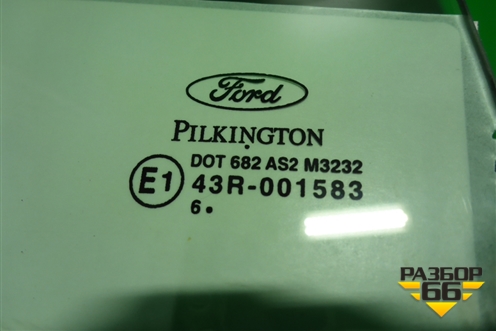 Ford
PILKINGTON
DOT 682 AS2 M3232
E1 43R-001583
6.
РАЗБОР
66